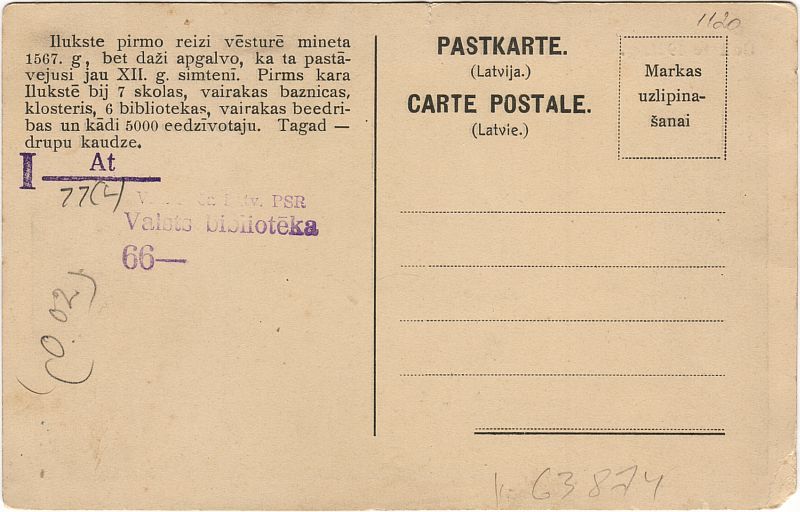 Ilukste pirmo reizi vēsturē mineta
1567. g, bet daži apgalvo, ka ta pastā-
vejusi jau XII. g. simtenī. Pirms kara
Ilukstē bij 7 skolas, vairakas baznicas,
klosteris, 6 bibliotekas, vairakas beedri-
bas un kādi 5000 eedzīvotaju. Tagad —
drupu kaudze.
I At
77(L)
PSR
Valsts bibliotēka
66—
(0.02)
1120
PASTKARTE.
(Latvija.)
CARTE POSTALE.
(Latvie.)
Markas
uzlipina-
šanai
63874